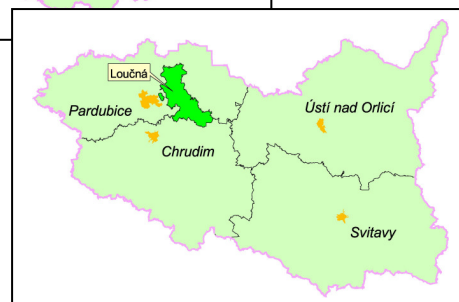 Loučná
Pardubice
Ústí nad Orlicí
Chrudim
Svitavy